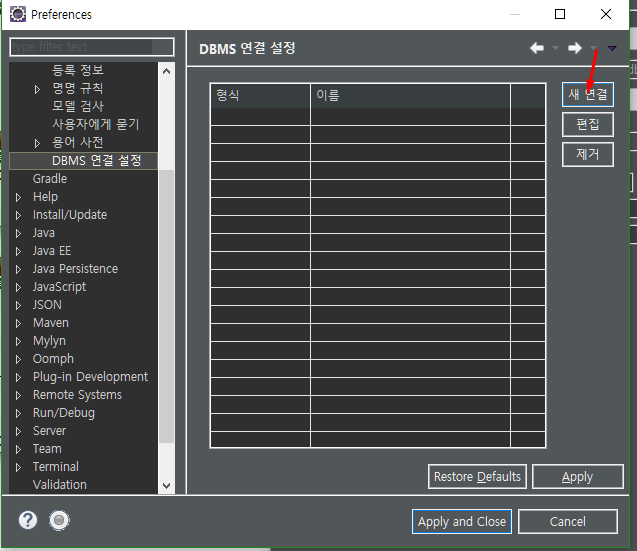 Preferences
type filter text
등록 정보
명명 규칙
모델 검사
사용자에게 묻기
용어 사전
DBMS 연결 설정
Gradle
Help
Install/Update
Java
Java EE
Java Persistence
JavaScript
JSON
Maven
Mylyn
Oomph
Plug-in Development
Remote Systems
Run/Debug
Server
Team
Terminal
Validation
DBMS 연결 설정
형식 이름
새 연결
편집
제거
Restore Defaults Apply
Apply and Close Cancel